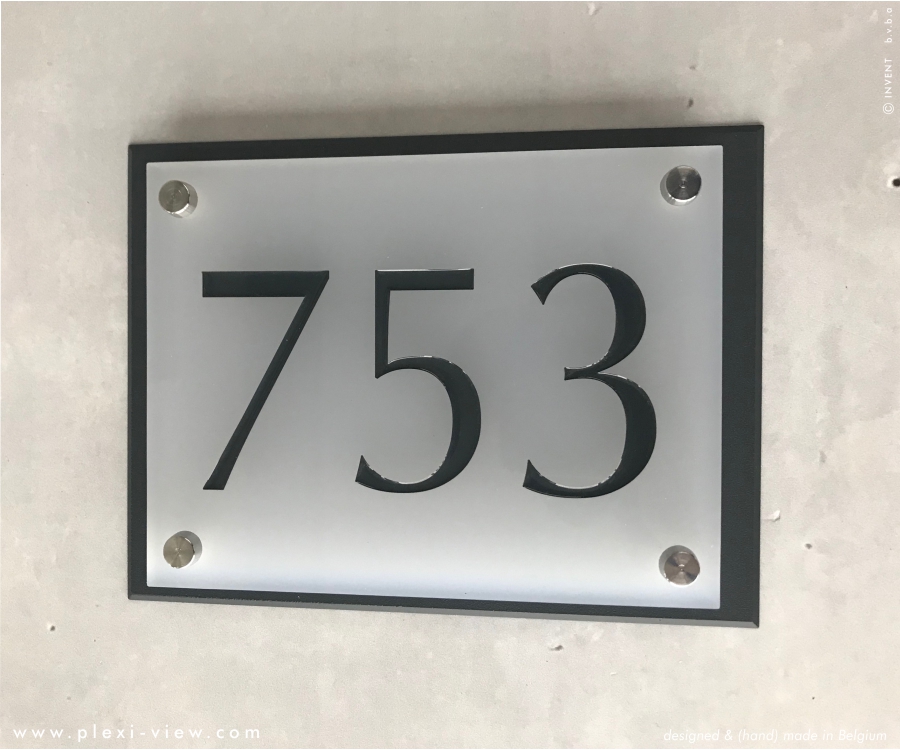 © INVENT b.v.b.a
753
www.plexi-view.com
designed & (hand) made in Belgium